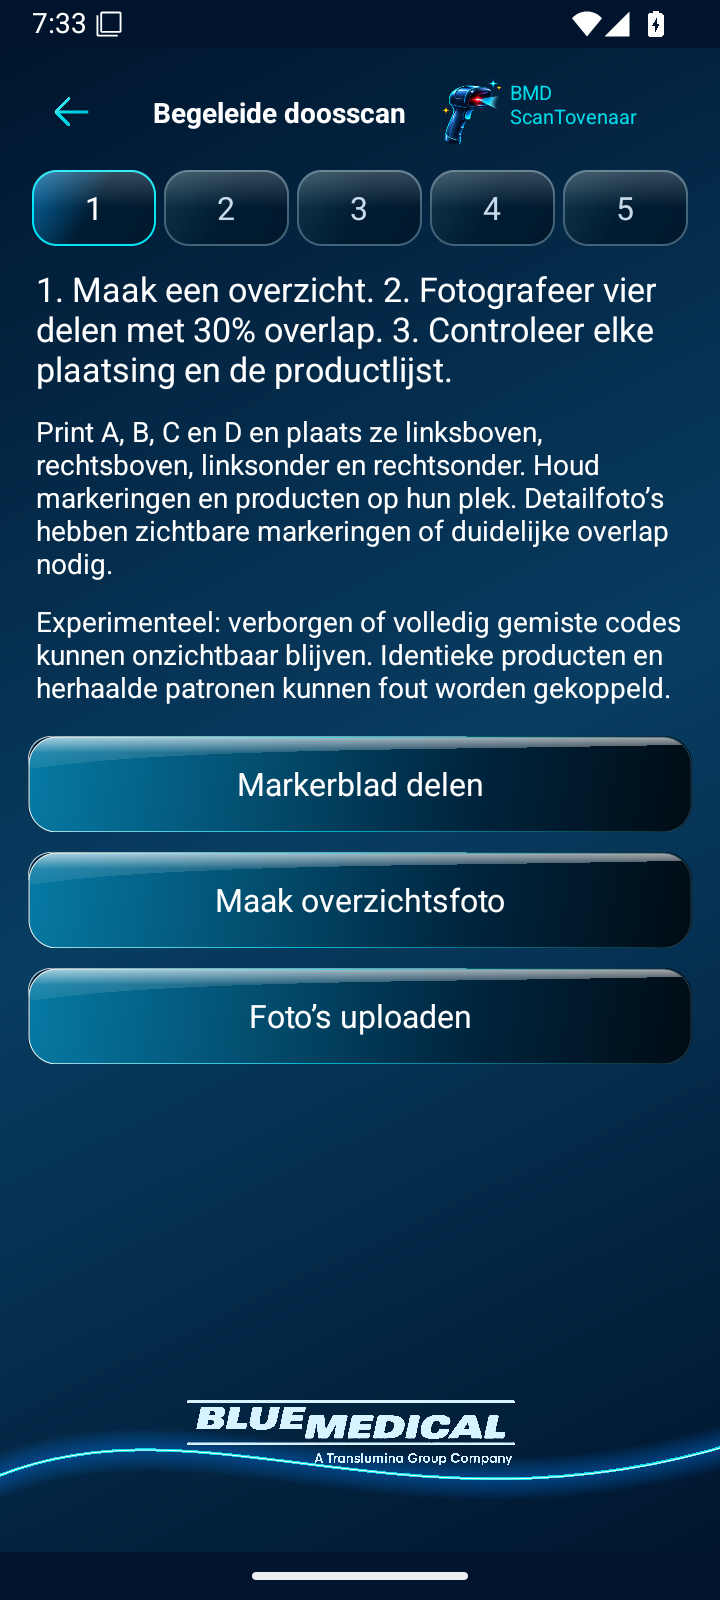 7:33
Begeleide doosscan
BMD
ScanTovenaar
1
2
3
4
5
1. Maak een overzicht. 2. Fotografeer vier
delen met 30% overlap. 3. Controleer elke
plaatsing en de productlijst.
Print A, B, C en D en plaats ze linksboven,
rechtsboven, linksonder en rechtsonder. Houd
markeringen en producten op hun plek. Detailfoto’s
hebben zichtbare markeringen of duidelijke overlap
nodig.
Experimenteel: verborgen of volledig gemiste codes
kunnen onzichtbaar blijven. Identieke producten en
herhaalde patronen kunnen fout worden gekoppeld.
Markerblad delen
Maak overzichtsfoto
Foto’s uploaden
BLUEMEDICAL
A Translumina Group Company